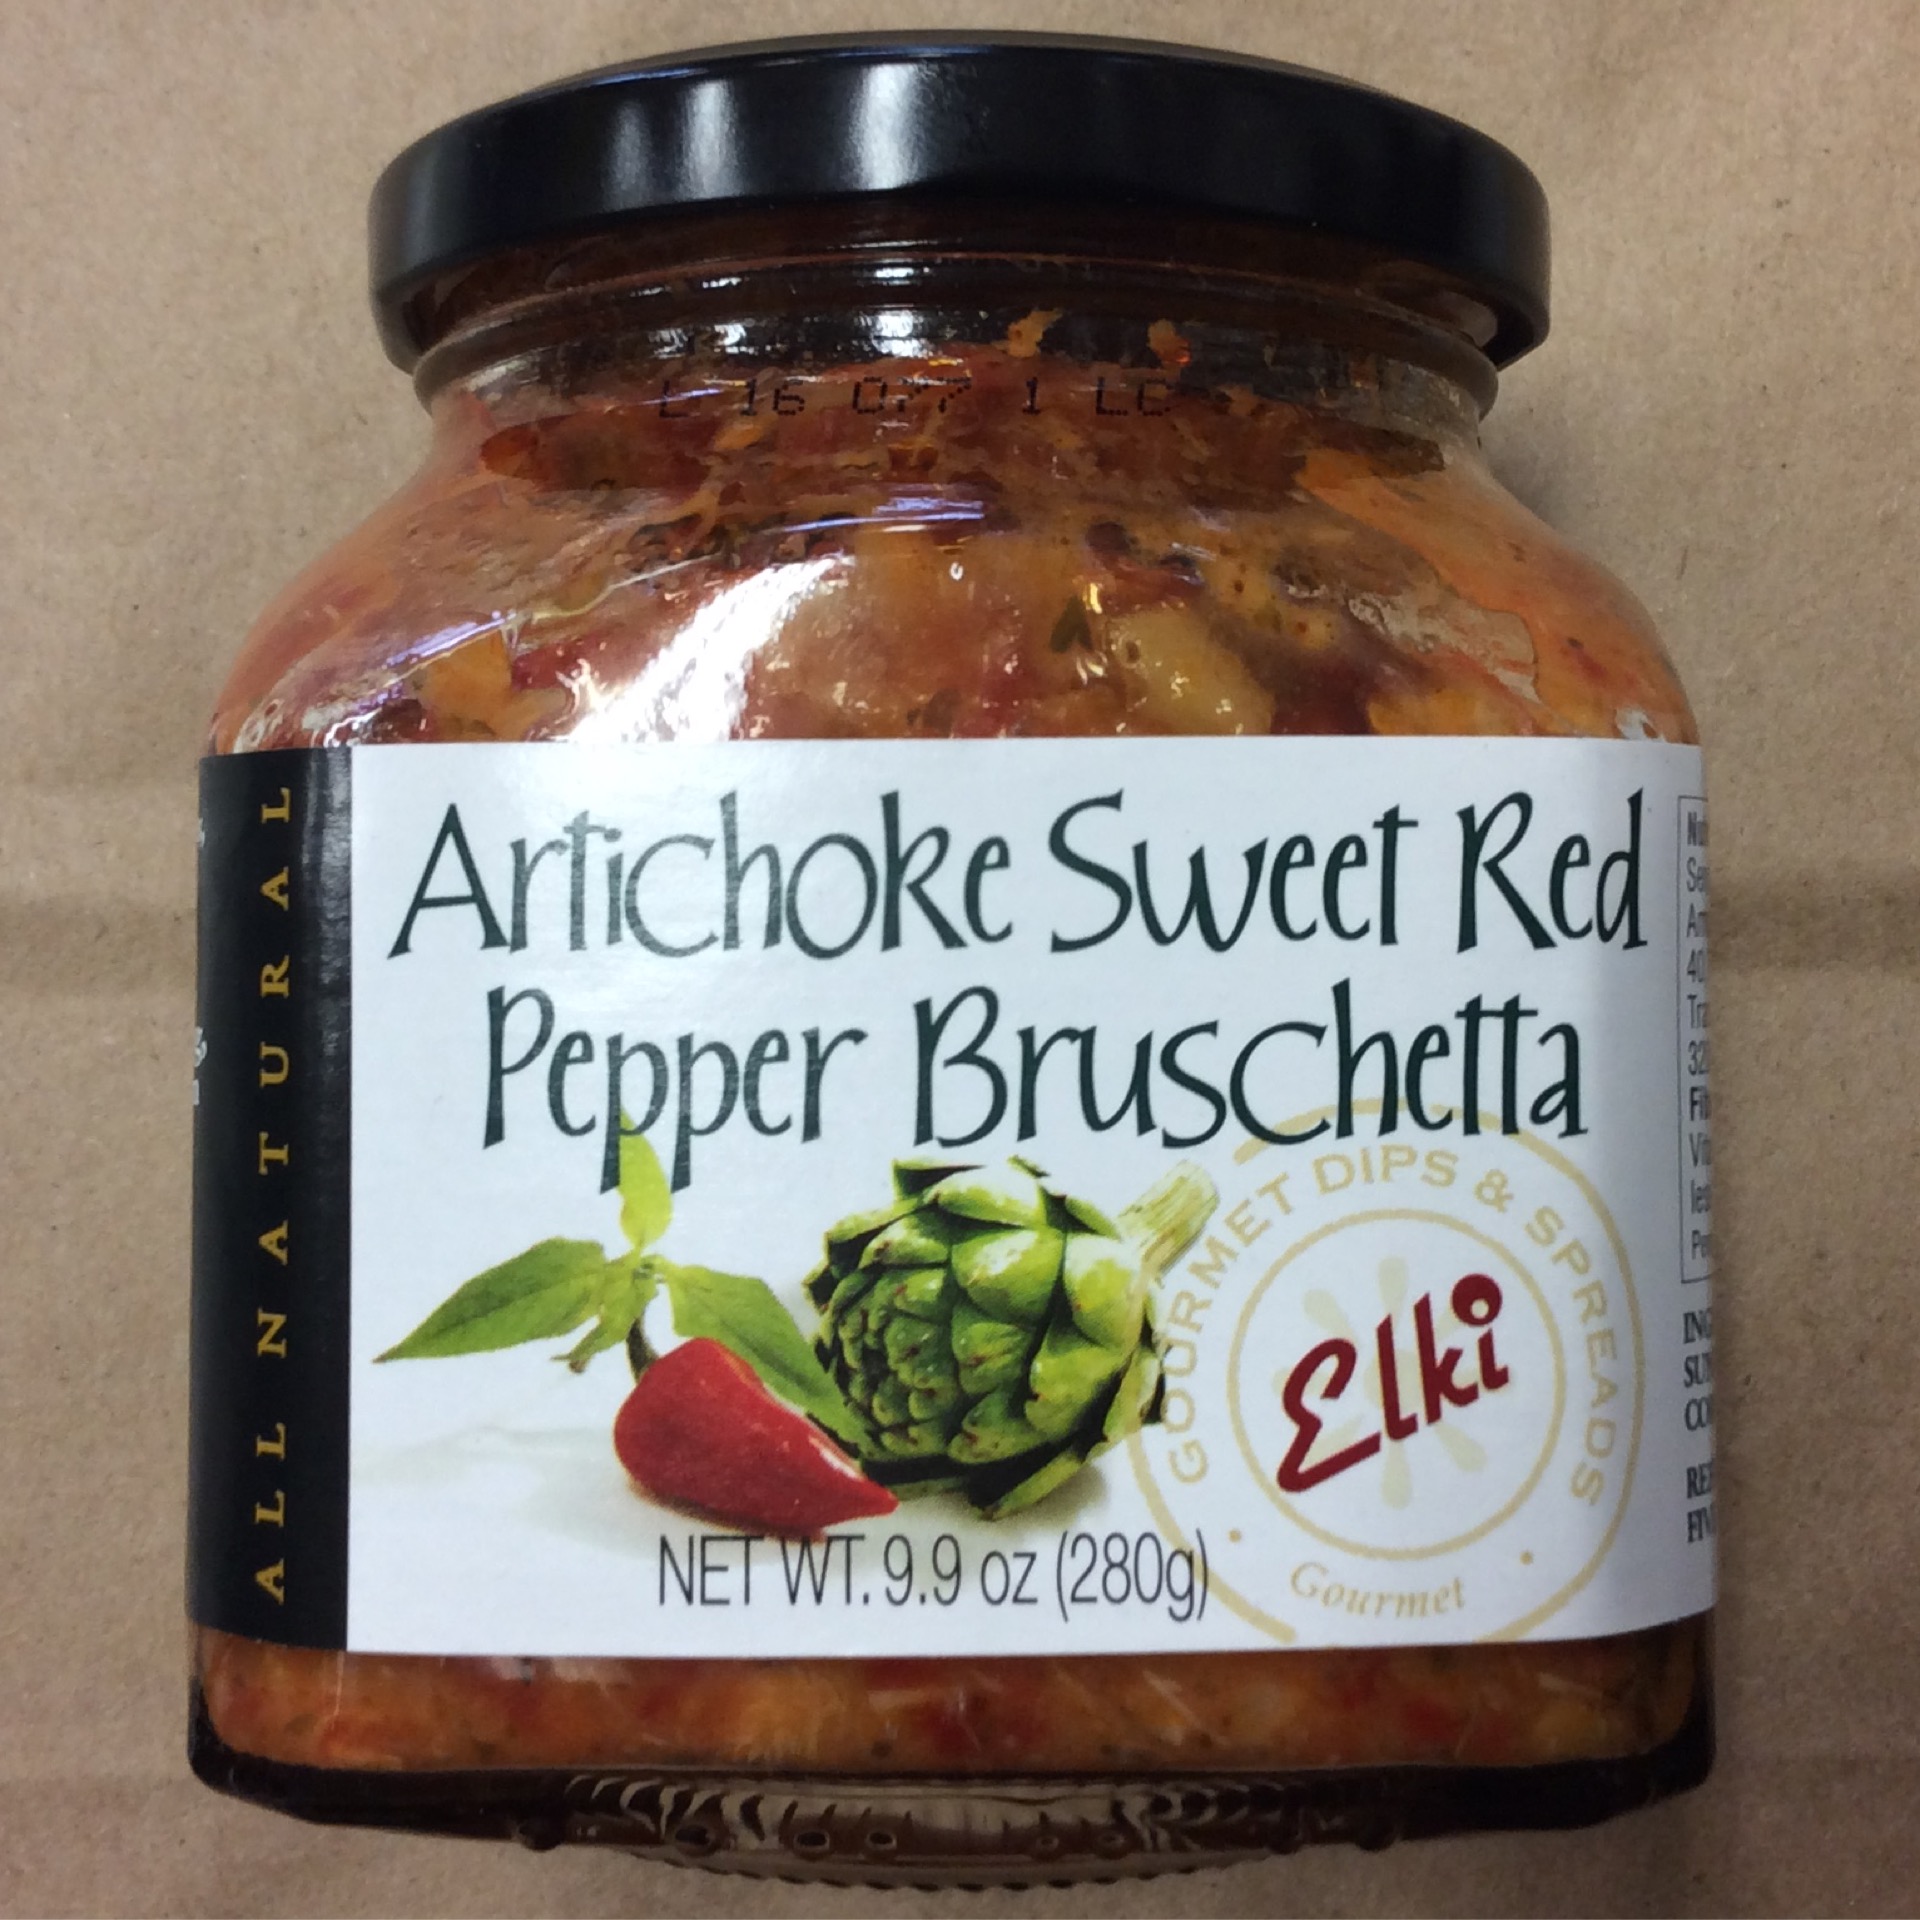 L 16 077 1 LC
ALL NATURAL
Artichoke Sweet Red
Pepper Bruschetta
GOURMET DIPS & SPREADS
Elki
Gourmet
NET WT. 9.9 oz (280g)